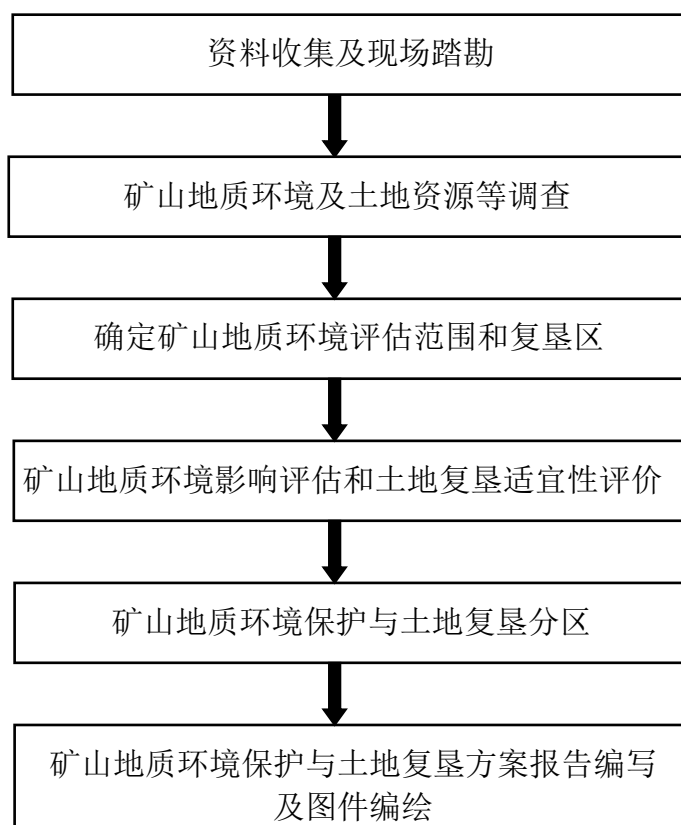 资料收集及现场踏勘
矿山地质环境及土地资源等调查
确定矿山地质环境评估范围和复垦区
矿山地质环境影响评估和土地复垦适宜性评价
矿山地质环境保护与土地复垦分区
矿山地质环境保护与土地复垦方案报告编写
及图件编绘